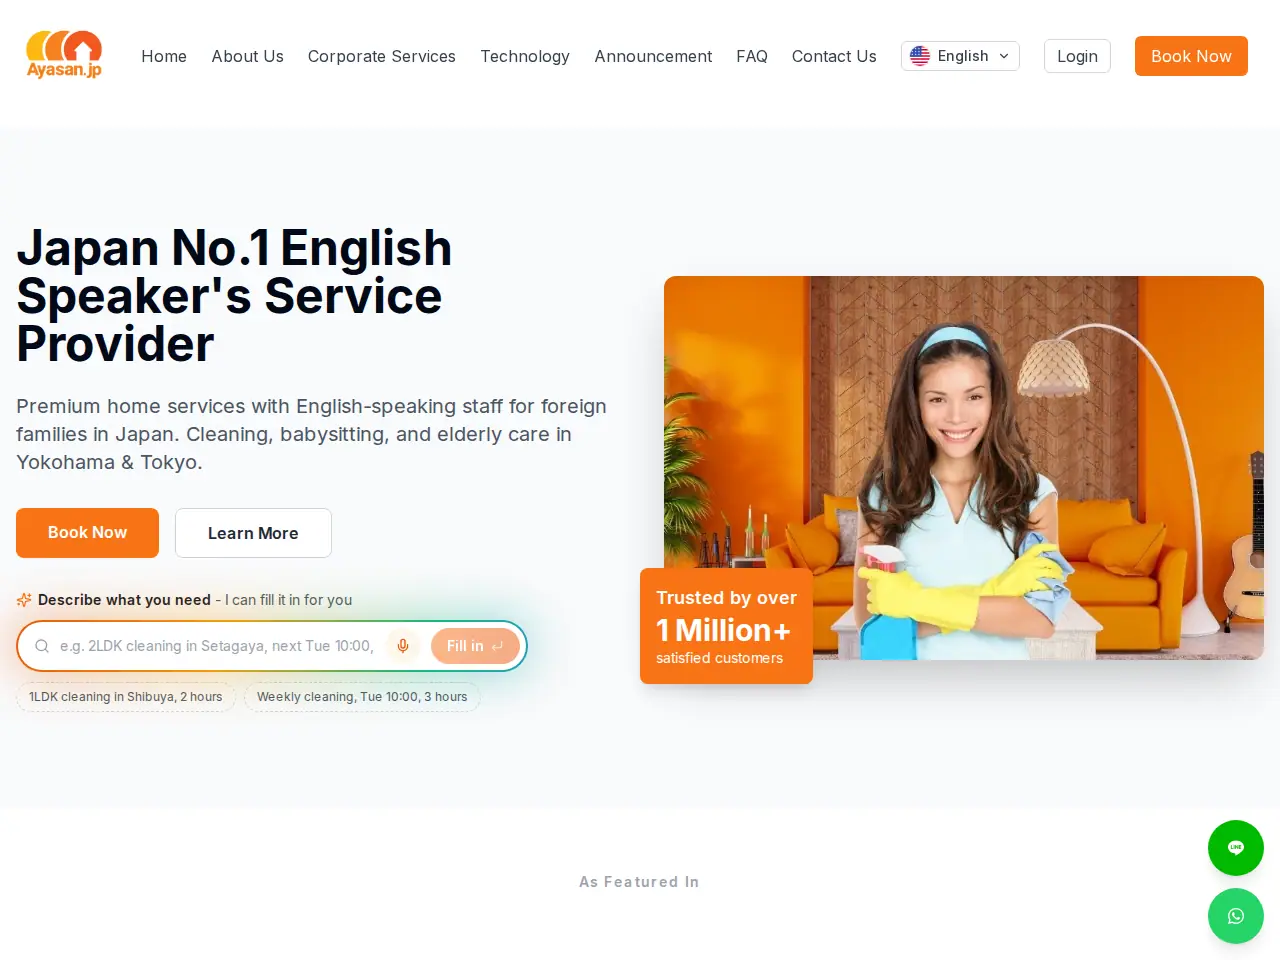 Ayasan.jp
Home
About Us
Corporate Services
Technology
Announcement
FAQ
Contact Us
English
Login
Book Now
Japan No.1 English
Speaker's Service
Provider
Premium home services with English-speaking staff for foreign
families in Japan. Cleaning, babysitting, and elderly care in
Yokohama & Tokyo.
Book Now
Learn More
Describe what you need - I can fill it in for you
e.g. 2LDK cleaning in Setagaya, next Tue 10:00,
Fill in
1LDK cleaning in Shibuya, 2 hours
Weekly cleaning, Tue 10:00, 3 hours
Trusted by over
1 Million+
satisfied customers
As Featured In
LINE